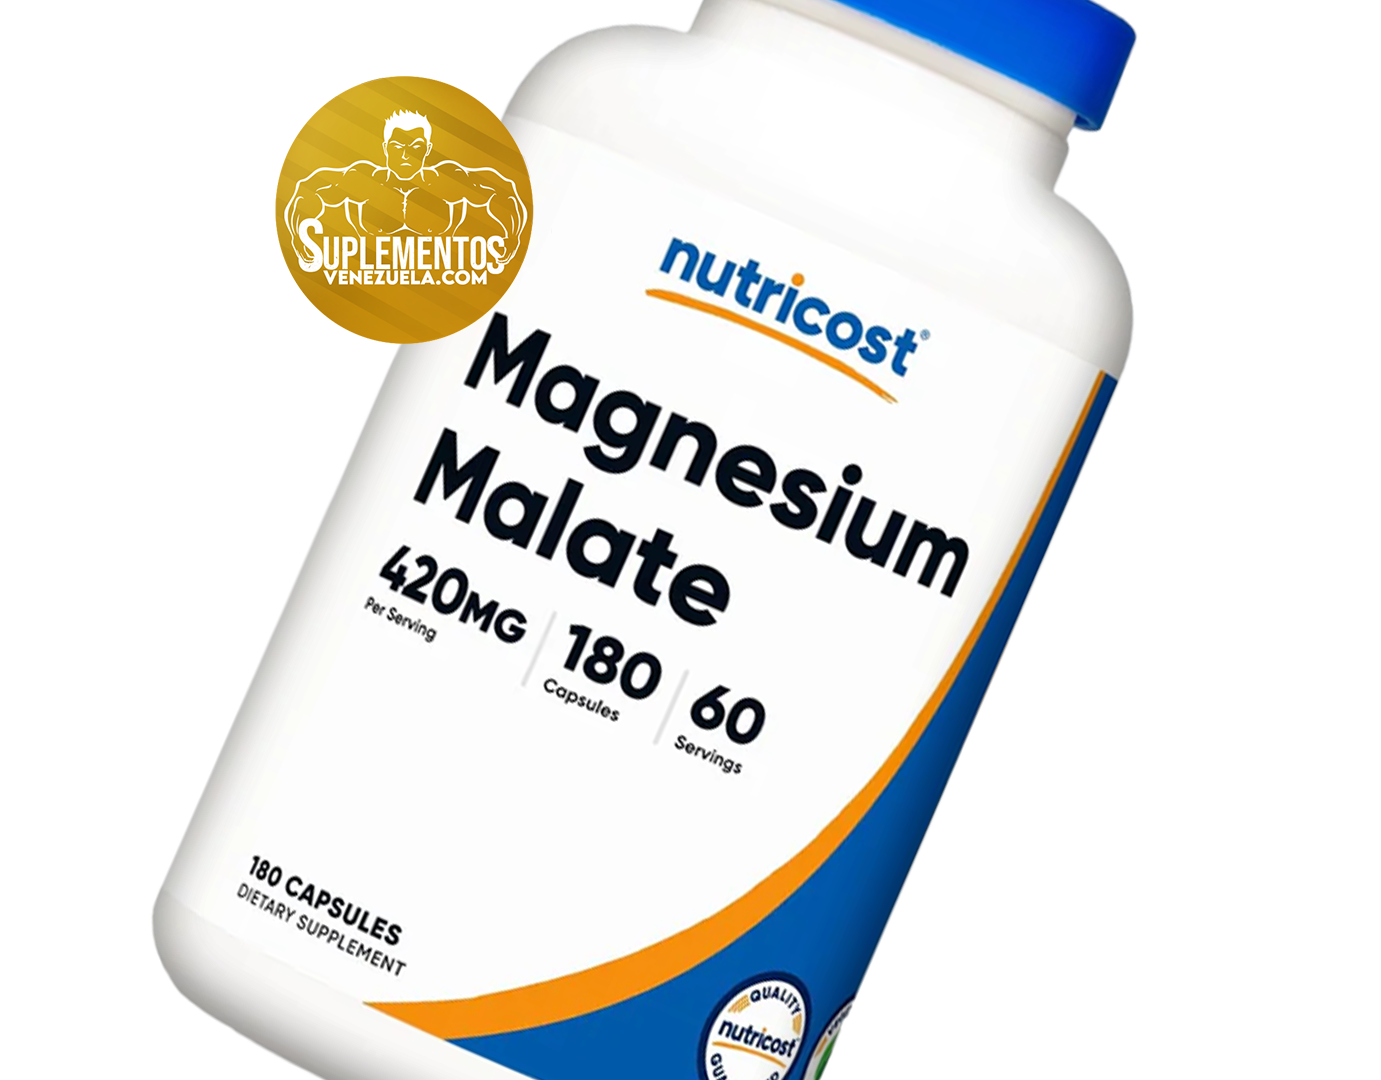 SUPLEMENTOS
VENEZUELA.COM
nutricost®
Magnesium
Malate
420MG
Per Serving
180
Capsules
60
Servings
180 CAPSULES
DIETARY SUPPLEMENT
QUALITY
nutricost